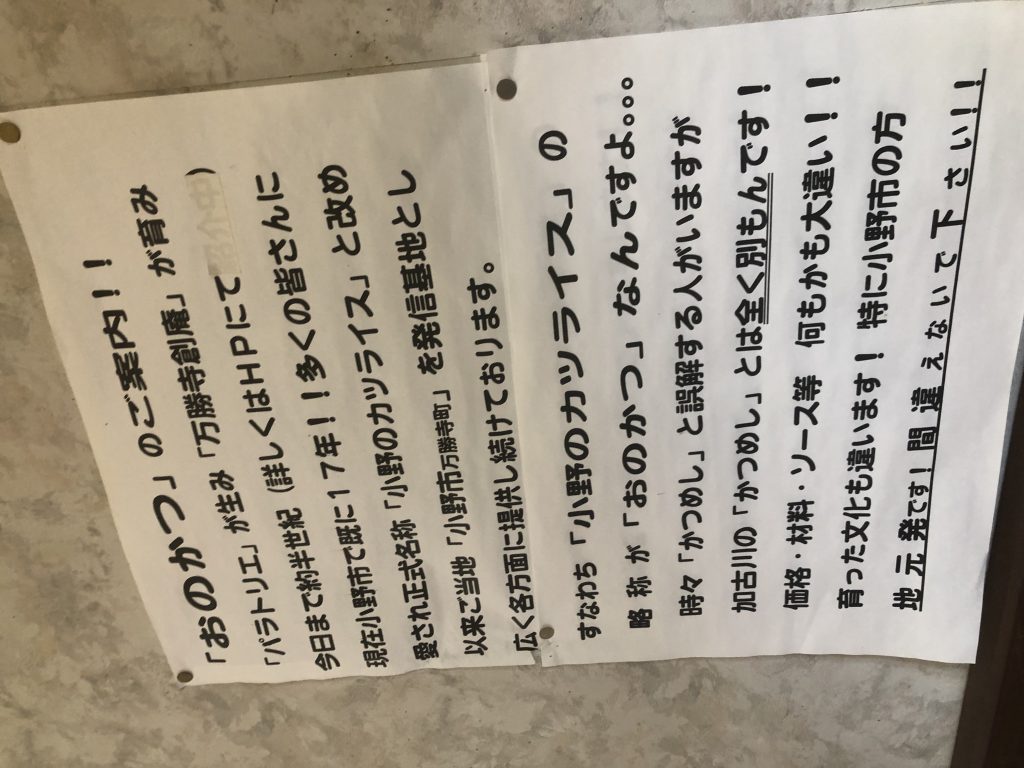 「おのかつ」のご案内！！
「パラトリエ」が生み「万勝寺創庵」が育み
今日まで約半世紀（詳しくはＨＰにて紹介中）
現在小野市で既に１７年！！多くの皆さんに
愛され正式名称「小野のカツライス」と改め
以来ご当地「小野市万勝寺町」を発信基地とし
広く各方面に提供し続けております。
すなわち「小野のカツライス」の
略称が「おのかつ」なんですよ。。。
時々「かつめし」と誤解する人がいますが
加古川の「かつめし」とは全く別もんです！
価格・材料・ソース等　何もかも大違い！！
育った文化も違います！特に小野市の方
地元発です！間違えないで下さい！！